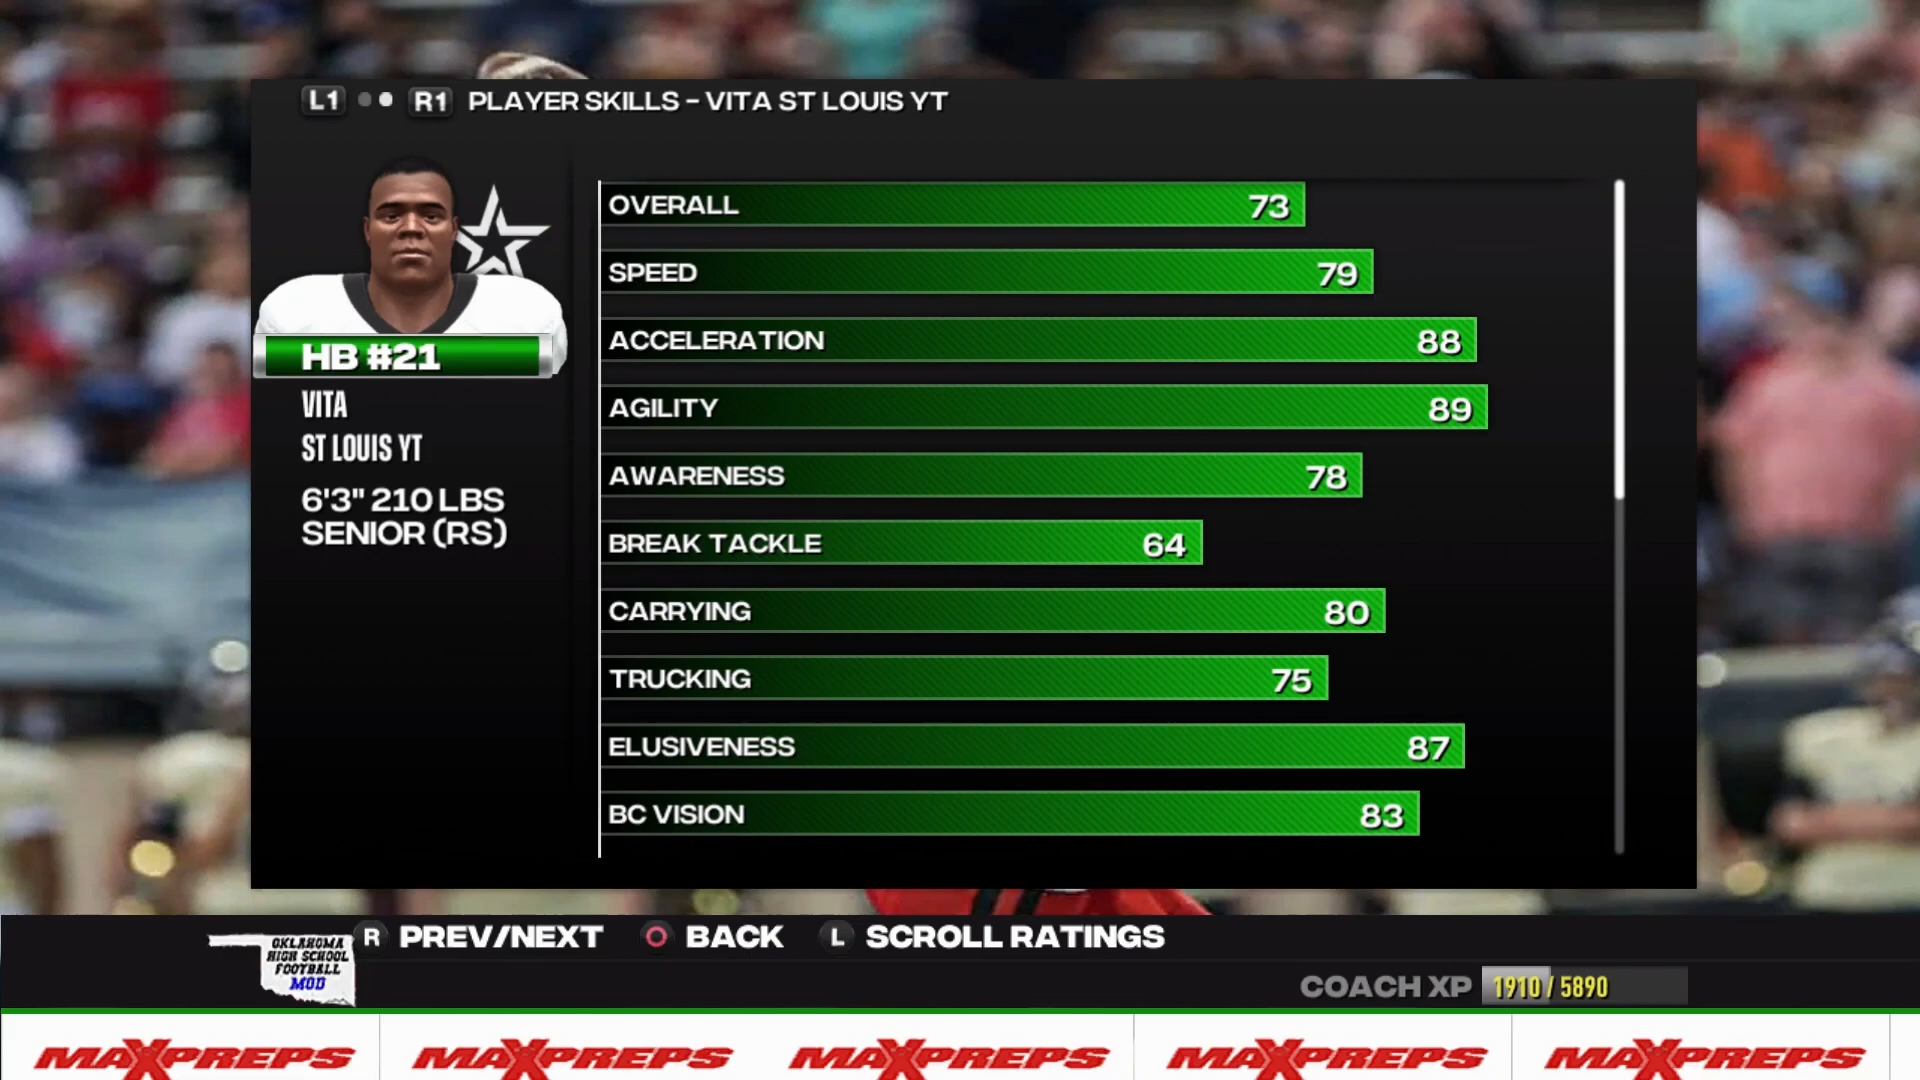 L1 R1 PLAYER SKILLS - VITA ST LOUIS YT
HB #21
VITA
ST LOUIS YT
6'3" 210 LBS
SENIOR (RS)
OVERALL 73
SPEED 79
ACCELERATION 88
AGILITY 89
AWARENESS 78
BREAK TACKLE 64
CARRYING 80
TRUCKING 75
ELUSIVENESS 87
BC VISION 83
OKLAHOMA
HIGH SCHOOL
FOOTBALL
MOD
R PREV/NEXT BACK L SCROLL RATINGS
COACH XP 1910 / 5890
MAXPREPS MAXPREPS MAXPREPS MAXPREPS MAXPREPS